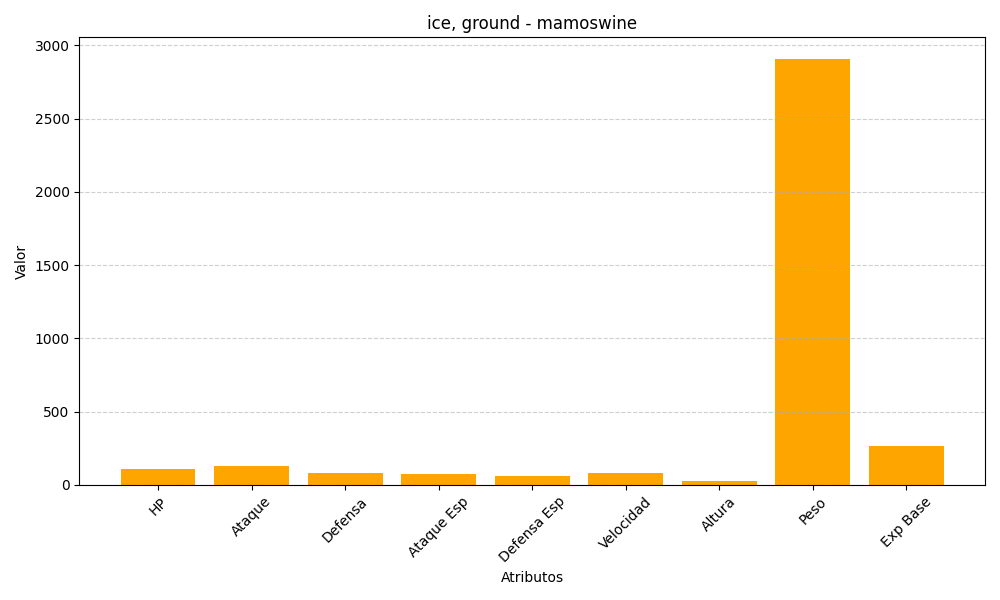 ice, ground - mamoswine
Valor
3000
2500
2000
1500
1000
500
0
HP
Ataque
Defensa
Ataque Esp
Defensa Esp
Velocidad
Altura
Peso
Exp Base
Atributos